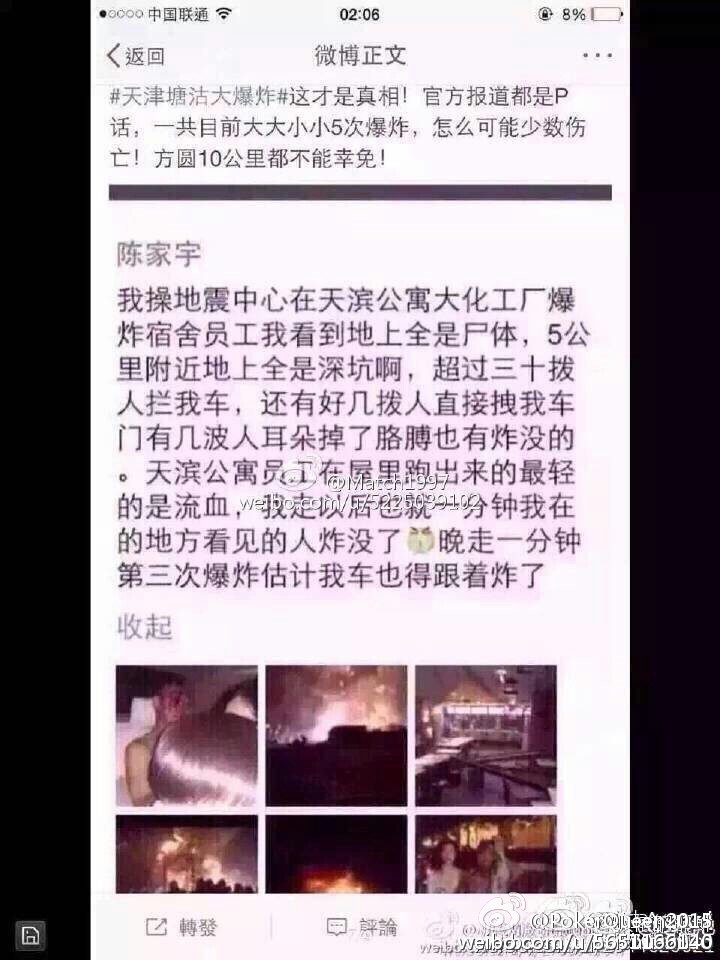 中国联通 02:06 8%
返回 微博正文
#天津塘沽大爆炸#这才是真相！官方报道都是P
话，一共目前大大小小5次爆炸，怎么可能少数伤
亡！方圆10公里都不能幸免！
陈家宇
我操地震中心在天滨公寓大化工厂爆
炸宿舍员工我看到地上全是尸体，5公
里附近地上全是深坑啊，超过三十拨
人拦我车，还有好几拨人直接拽我车
门有几波人耳朵掉了胳膊也有炸没的
。天滨公寓员工在屋里跑出来的最轻
@Match1997
weibo.com/u/5225039102
的是流血，我走以后也就一分钟我在
的地方看见的人炸没了晚走一分钟
第三次爆炸估计我车也得跟着炸了
收起
轉發 評論